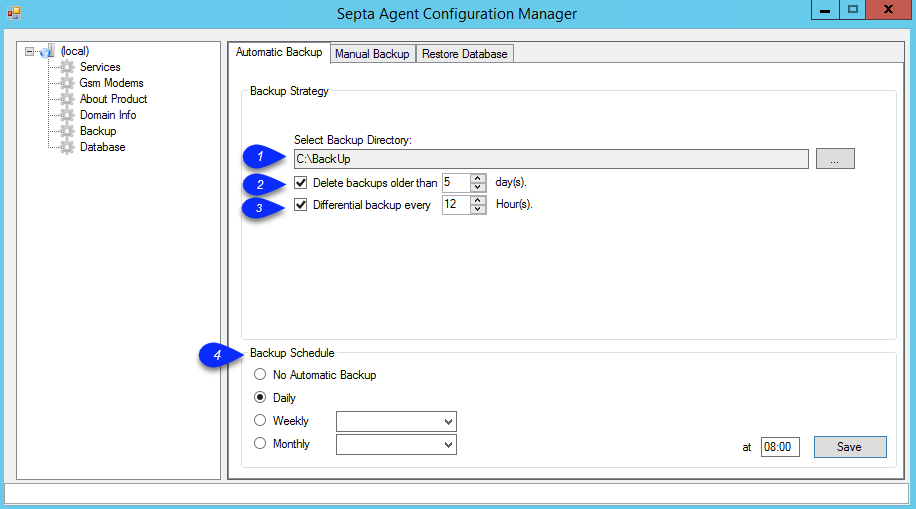 Septa Agent Configuration Manager
(local)
Services
Gsm Modems
About Product
Domain Info
Backup
Database
Automatic Backup
Manual Backup
Restore Database
Backup Strategy
Select Backup Directory:
1
C:\BackUp
...
2
Delete backups older than 5 day(s).
3
Differential backup every 12 Hour(s).
4
Backup Schedule
No Automatic Backup
Daily
Weekly
Monthly
at 08:00 Save